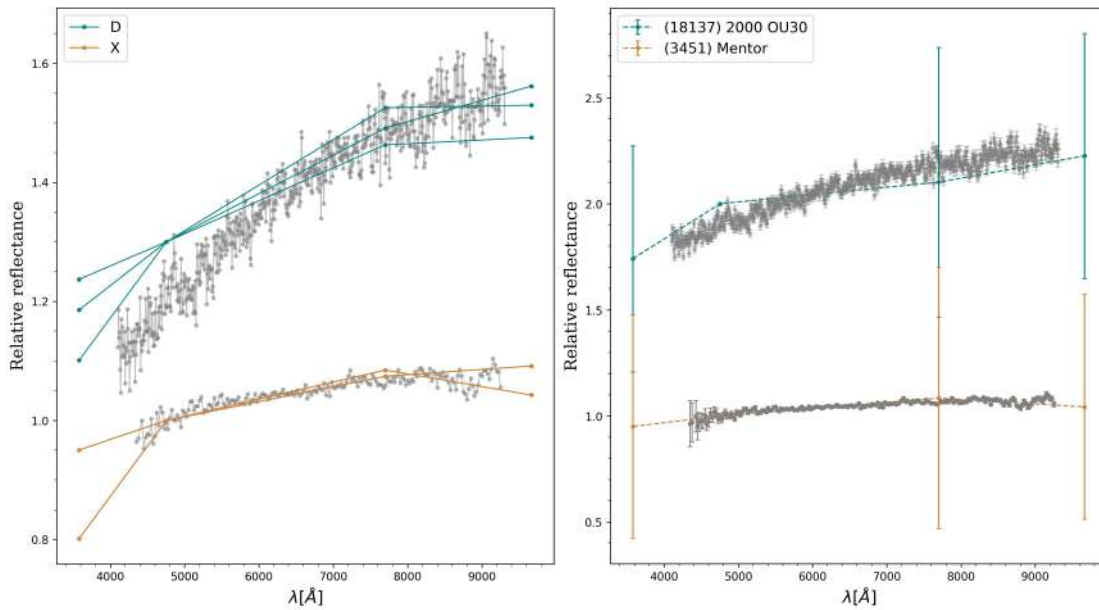 D
X
1.6
1.4
1.2
1.0
0.8
Relative reflectance
4000 5000 6000 7000 8000 9000
λ[Å]
(18137) 2000 OU30
(3451) Mentor
2.5
2.0
1.5
1.0
0.5
Relative reflectance
4000 5000 6000 7000 8000 9000
λ[Å]